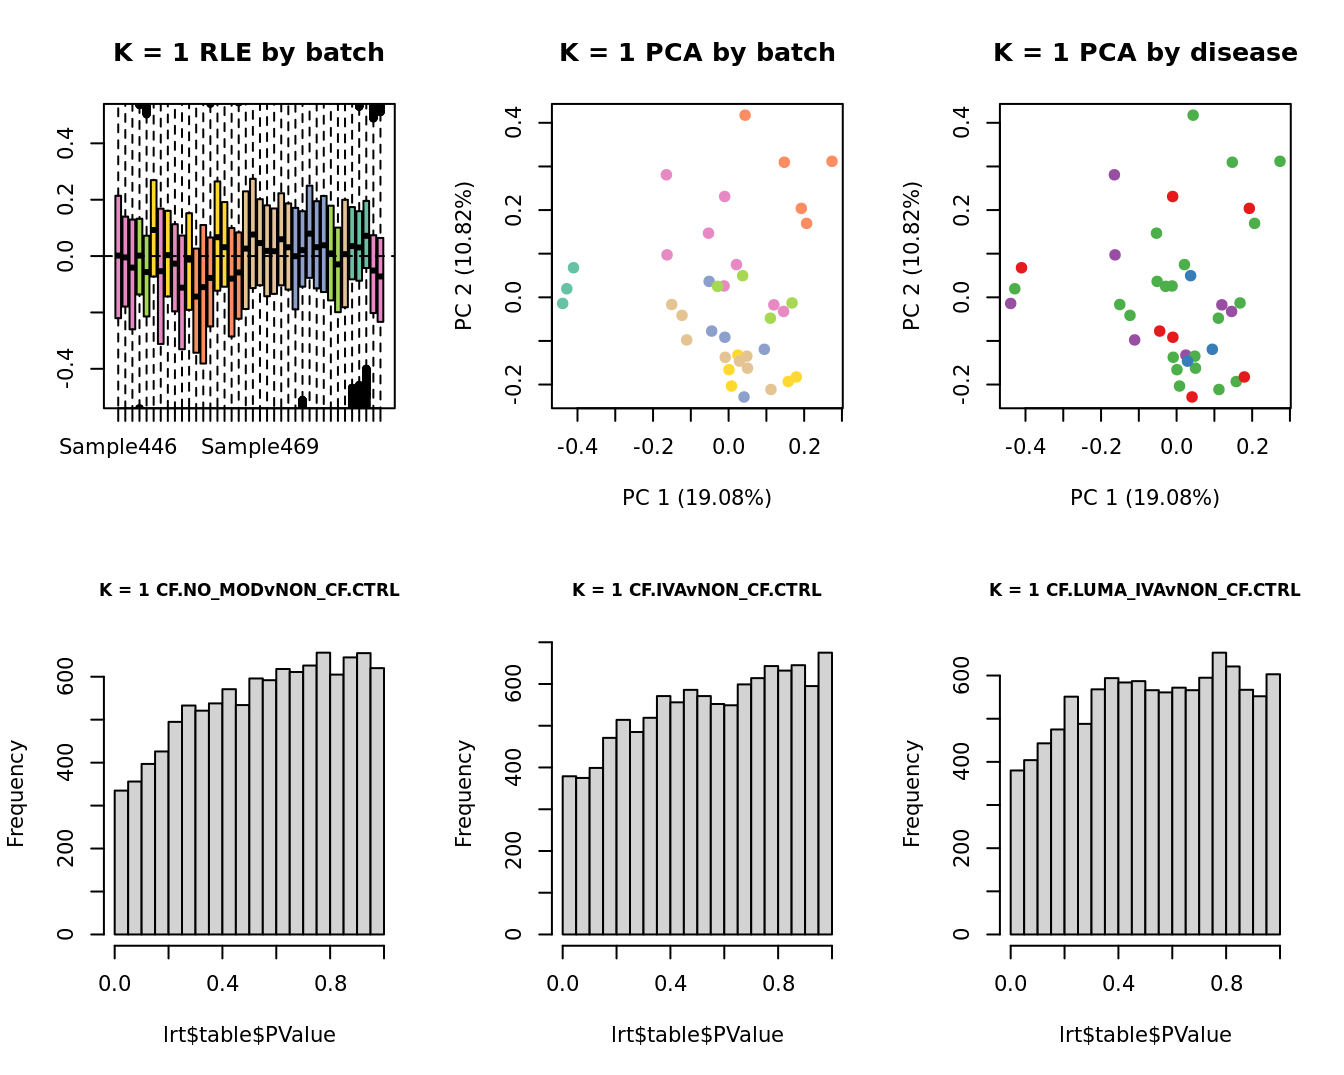 K = 1 RLE by batch
0.4
0.2
0.0
-0.4
Sample446 Sample469
K = 1 PCA by batch
PC 2 (10.82%)
0.4
0.2
0.0
-0.2
-0.4 -0.2 0.0 0.2
PC 1 (19.08%)
K = 1 PCA by disease
PC 2 (10.82%)
0.4
0.2
0.0
-0.2
-0.4 -0.2 0.0 0.2
PC 1 (19.08%)
K = 1 CF.NO_MODvNON_CF.CTRL
Frequency
600
400
200
0
0.0 0.4 0.8
lrt$table$PValue
K = 1 CF.IVAvNON_CF.CTRL
Frequency
600
400
200
0
0.0 0.4 0.8
lrt$table$PValue
K = 1 CF.LUMA_IVAvNON_CF.CTRL
Frequency
600
400
200
0
0.0 0.4 0.8
lrt$table$PValue